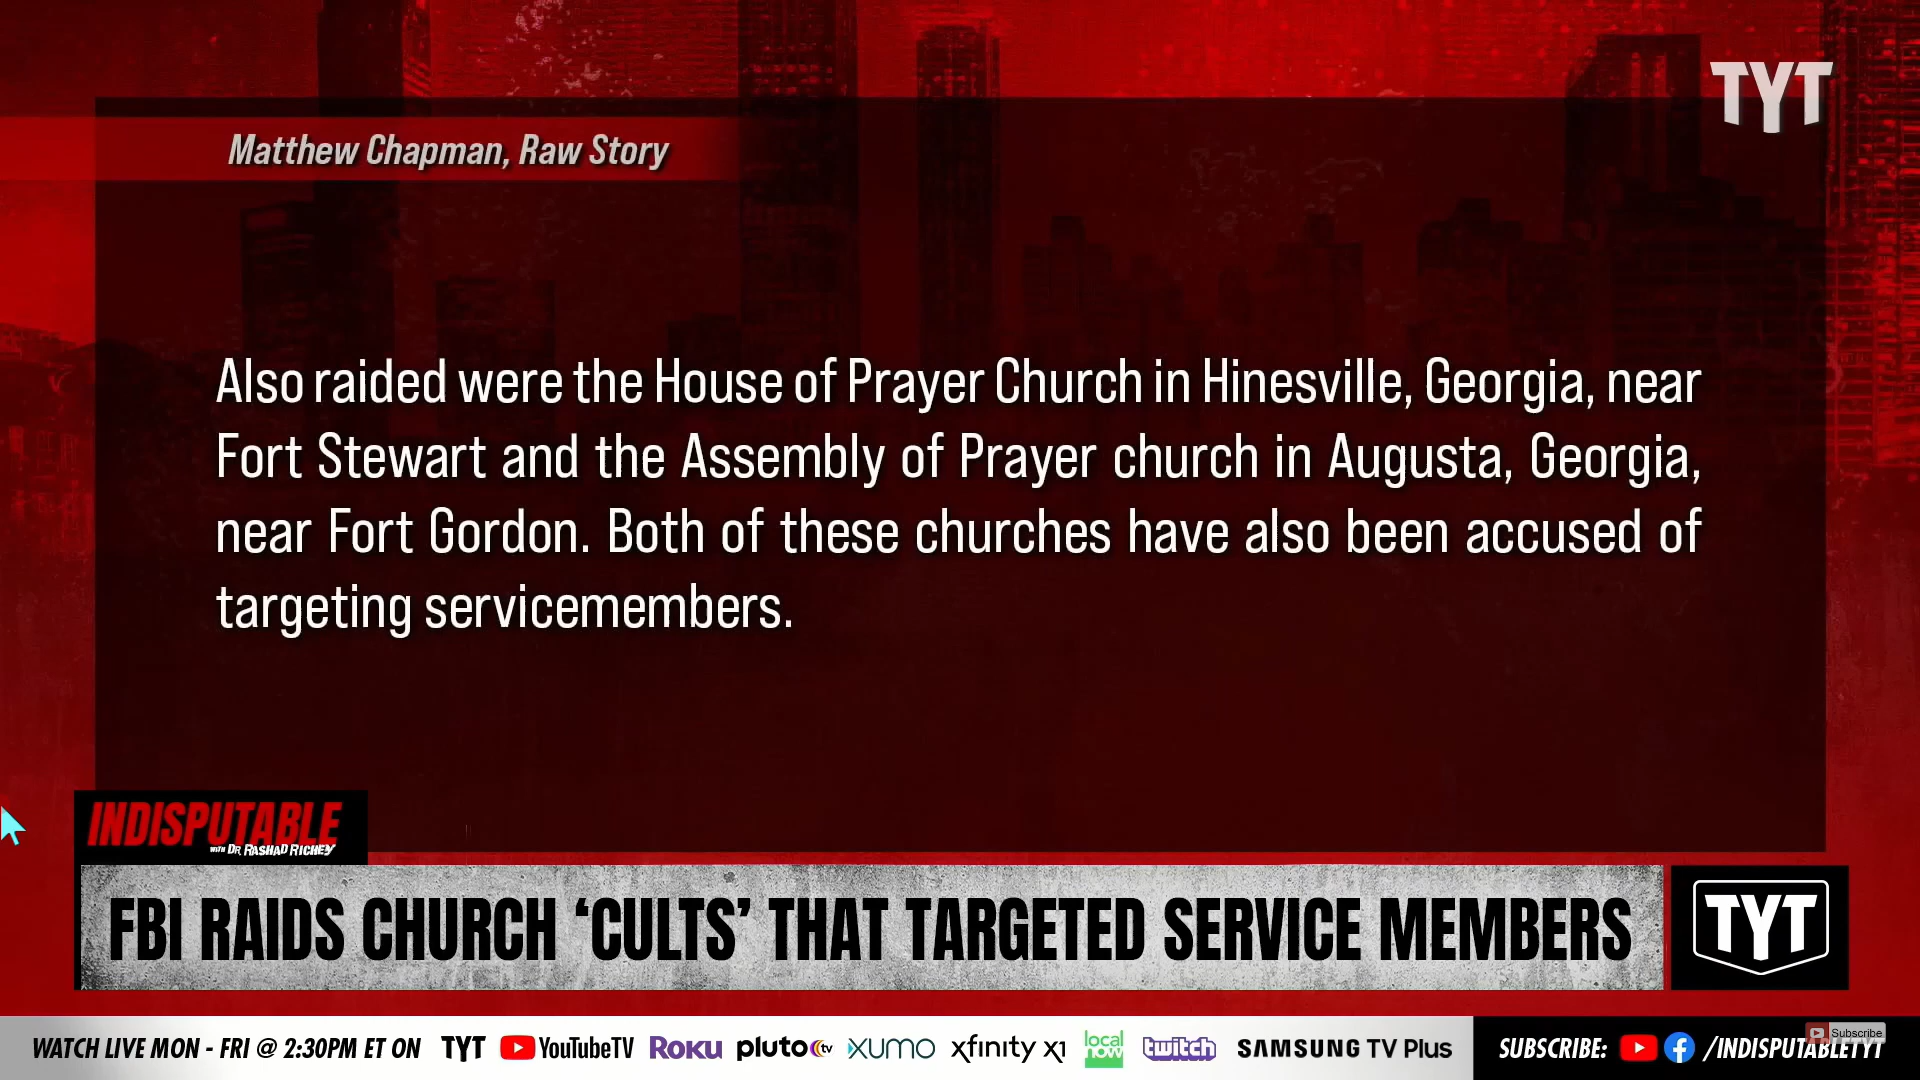 TYT
Matthew Chapman, Raw Story
Also raided were the House of Prayer Church in Hinesville, Georgia, near
Fort Stewart and the Assembly of Prayer church in Augusta, Georgia,
near Fort Gordon. Both of these churches have also been accused of
targeting servicemembers.
INDISPUTABLE
WITH DR RASHAD RICHEY
FBI RAIDS CHURCH ‘CULTS’ THAT TARGETED SERVICE MEMBERS
TYT
WATCH LIVE MON - FRI @ 2:30PM ET ON TYT YouTubeTV ROKU pluto tv XUMO xfinity X1 local now twitch SAMSUNG TV Plus SUBSCRIBE: /INDISPUTABLETYT
Subscribe